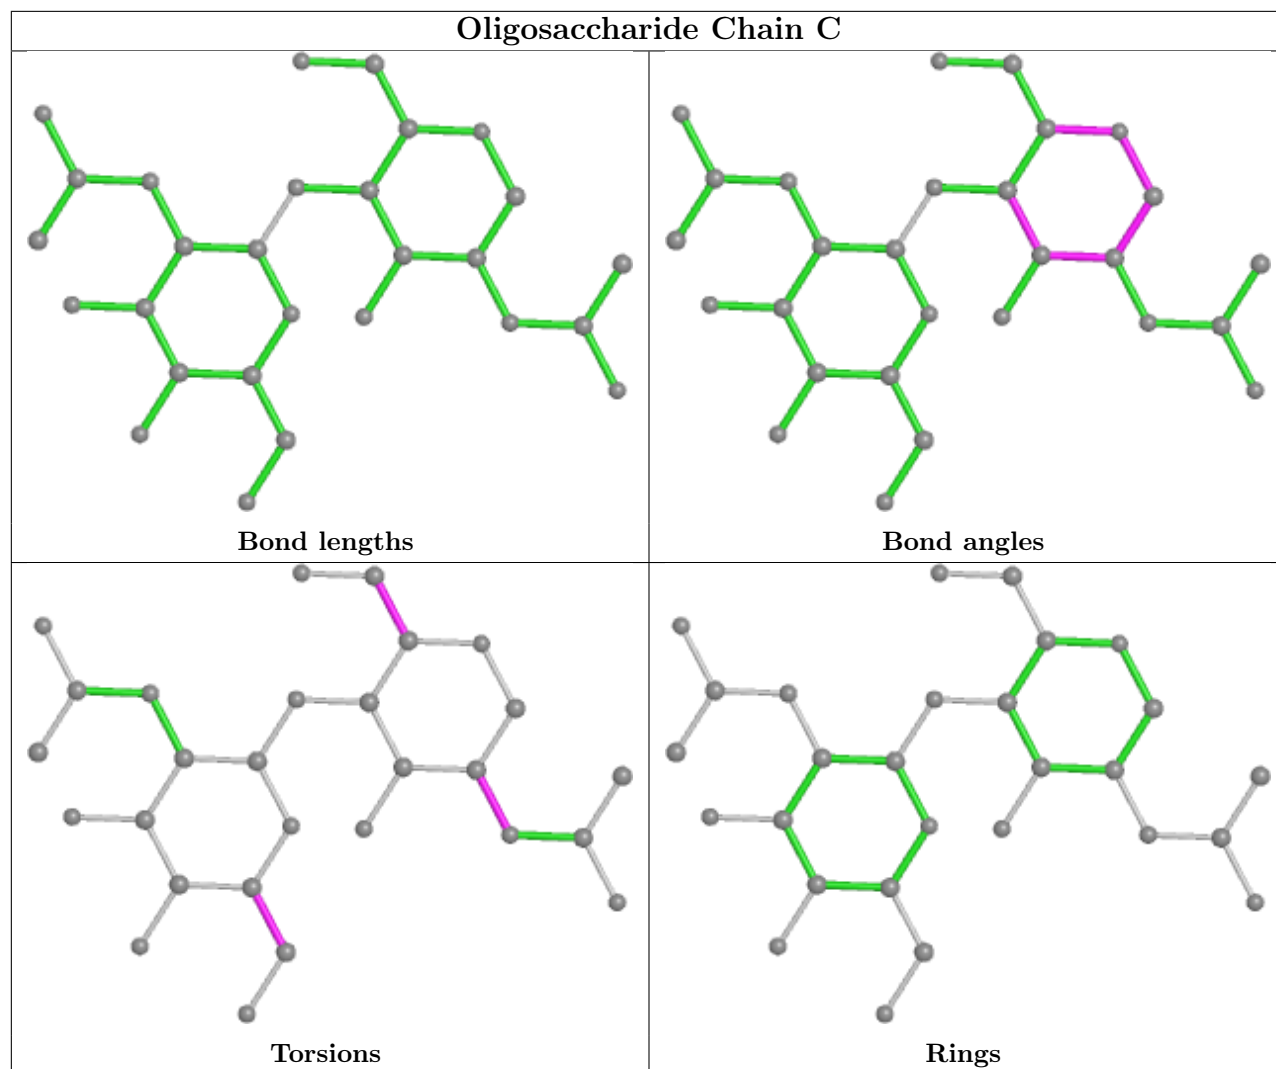 Oligosaccharide Chain C
Bond lengths
Bond angles
Torsions
Rings